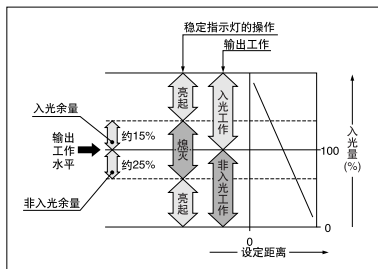 稳定指示灯的操作
输出工作
入光余量
约15%
输出
工作
水平
约25%
非入光余量
亮起
熄灭
亮起
入光工作
非入光工作
入光量
(%)
100
0
0
设定距离